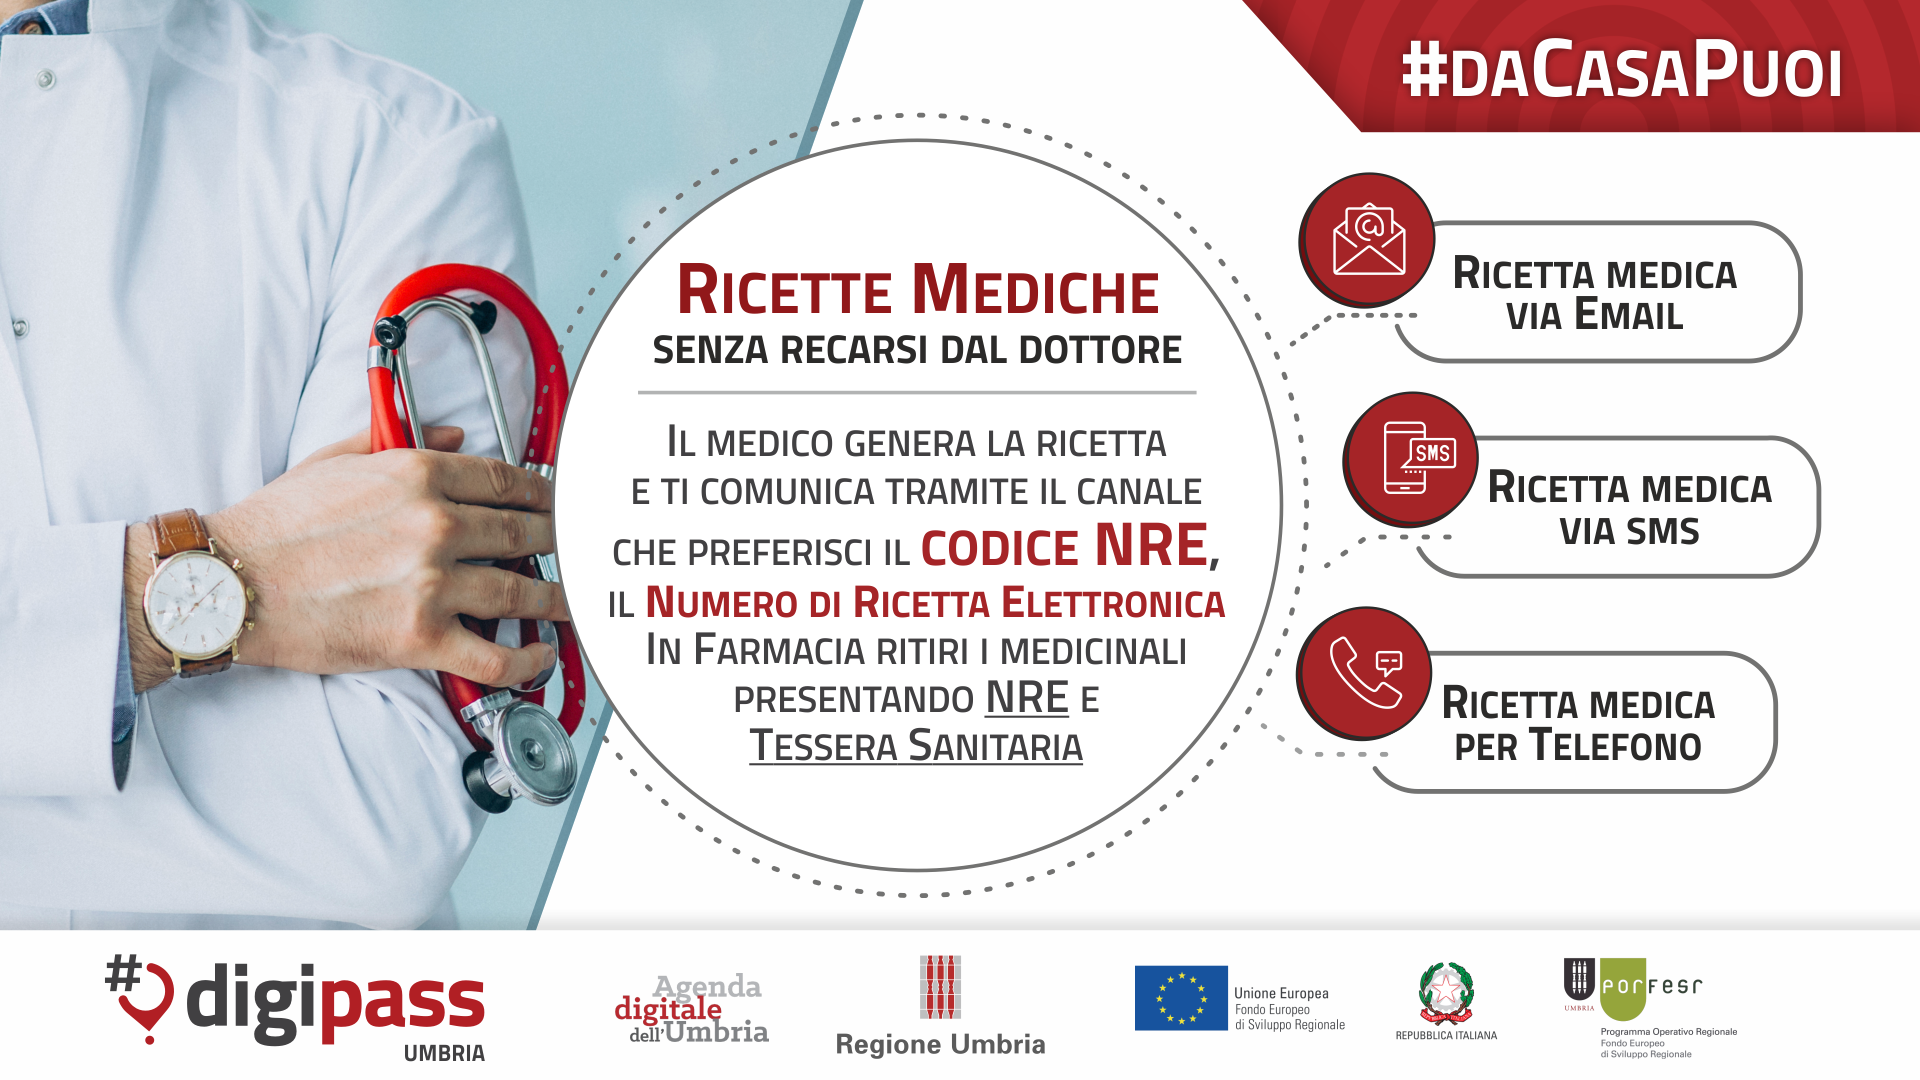 #daCasaPuoi
Ricette Mediche
senza recarsi dal dottore
Il medico genera la ricetta
e ti comunica tramite il canale
che preferisci il codice NRE,
il Numero di Ricetta Elettronica
In Farmacia ritiri i medicinali
presentando NRE e
Tessera Sanitaria
Ricetta medica
via Email
SMS
Ricetta medica
via SMS
Ricetta medica
per Telefono
#digipass
UMBRIA
Agenda
digitale
dell'Umbria
Regione Umbria
Unione Europea
Fondo Europeo
di Sviluppo Regionale
REPUBBLICA ITALIANA
UMBRIA
porfesr
Programma Operativo Regionale
Fondo Europeo
di Sviluppo Regionale